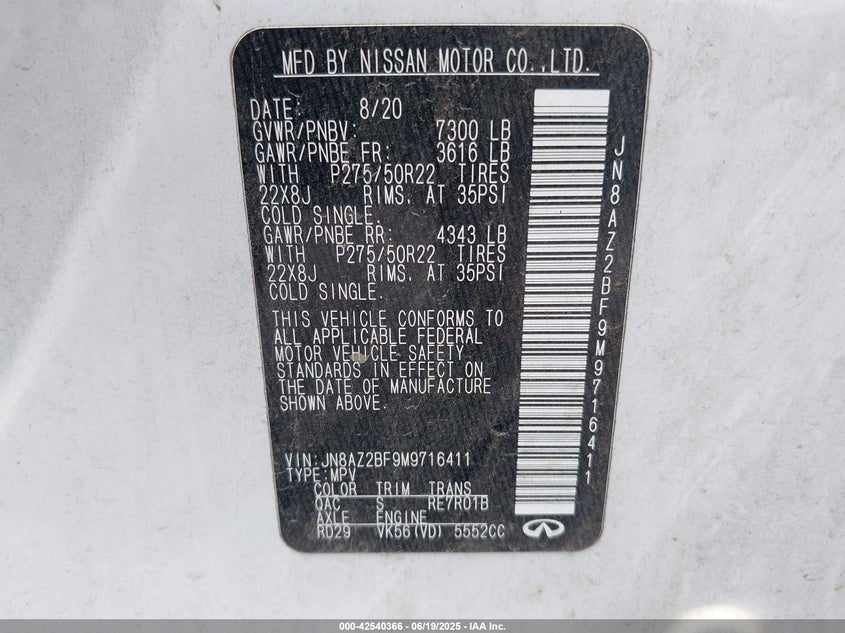 MFD BY NISSAN MOTOR CO.,LTD.
DATE: 8/20
GVWR/PNBV: 7300 LB
GAWR/PNBE FR: 3616 LB
WITH P275/50R22 TIRES
22X8J RIMS, AT 35PSI
COLD SINGLE.
GAWR/PNBE RR: 4343 LB
WITH P275/50R22 TIRES
22X8J RIMS, AT 35PSI
COLD SINGLE.
THIS VEHICLE CONFORMS TO
ALL APPLICABLE FEDERAL
MOTOR VEHICLE SAFETY
STANDARDS IN EFFECT ON
THE DATE OF MANUFACTURE
SHOWN ABOVE.
VIN:JN8AZ2BF9M9716411
TYPE:MPV
COLOR TRIM TRANS
QAC S RE7R01B
AXLE ENGINE
RD29 VK56(VD) 5552CC
JN8AZ2BF9M9716411
000-42540366 - 06/19/2025 - IAA Inc.